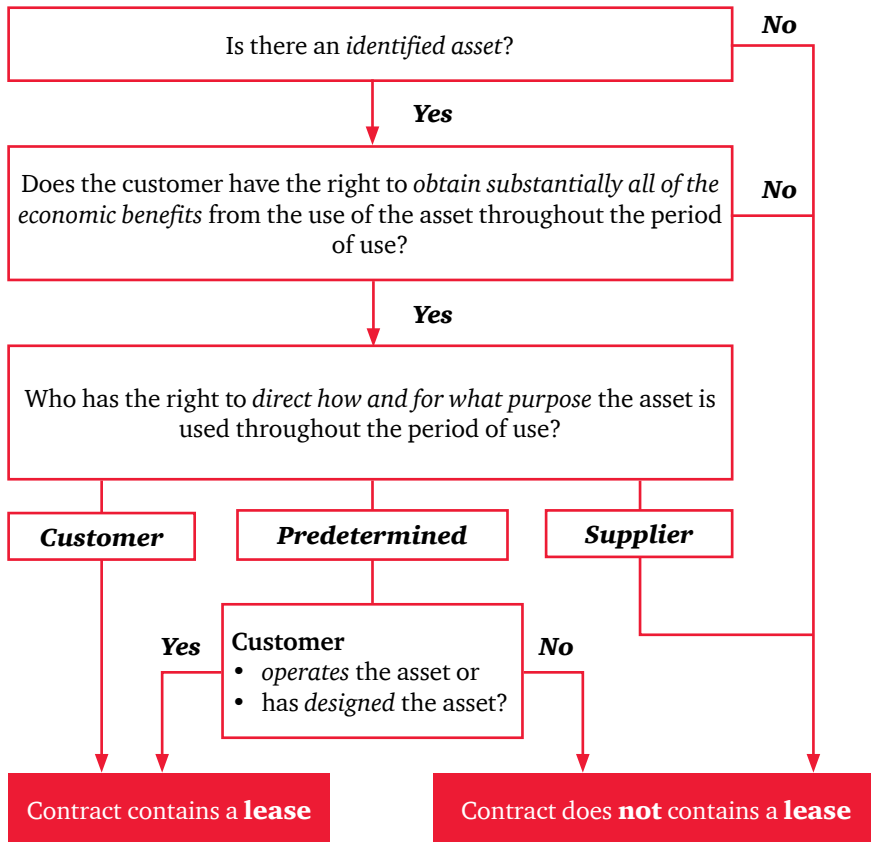 Is there an identified asset?
No
Yes
Does the customer have the right to obtain substantially all of the
economic benefits from the use of the asset throughout the period
of use?
No
Yes
Who has the right to direct how and for what purpose the asset is
used throughout the period of use?
Customer
Predetermined
Supplier
Yes
Customer
• operates the asset or
• has designed the asset?
No
Contract contains a lease
Contract does not contains a lease